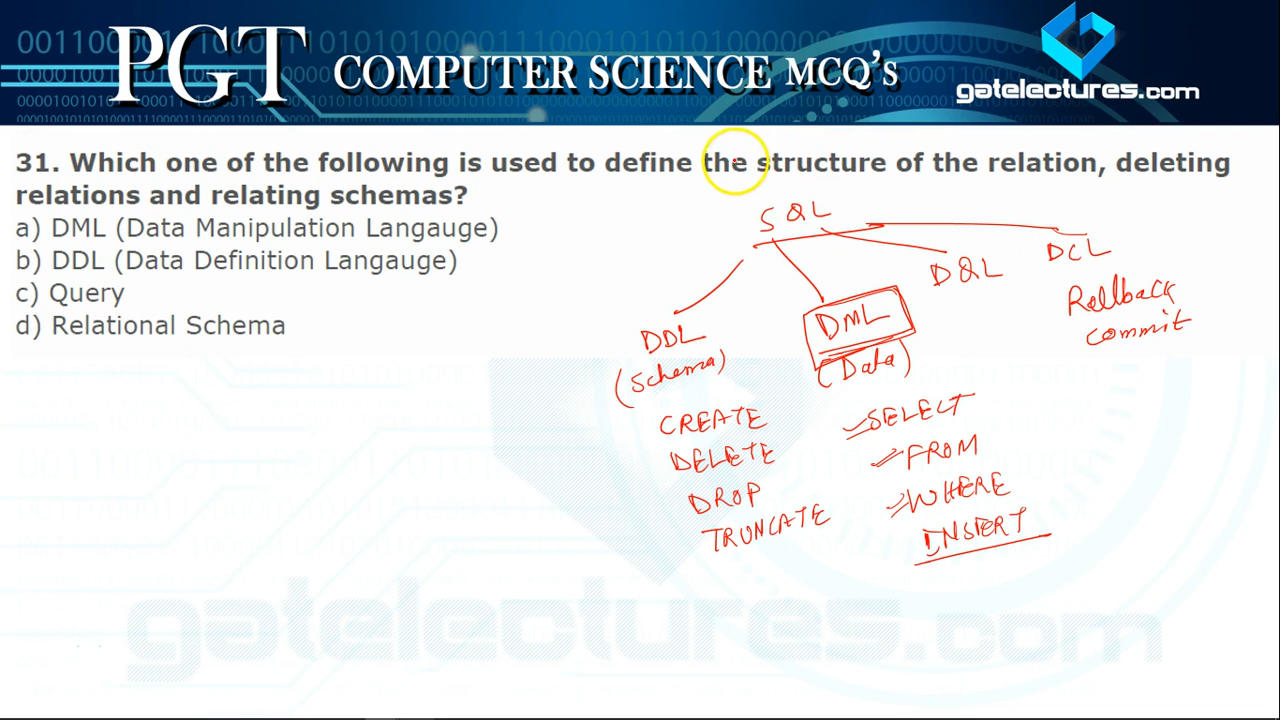 PGT COMPUTER SCIENCE MCQ's
gatelectures.com
31. Which one of the following is used to define the structure of the relation, deleting
relations and relating schemas?
a) DML (Data Manipulation Langauge)
b) DDL (Data Definition Langauge)
c) Query
d) Relational Schema
SQL
DDL
(Schema)
CREATE
DELETE
DROP
TRUNCATE
DML
(Data)
SELECT
FROM
WHERE
INSERT
DQL
DCL
Rollback
commit
gatelectures.com